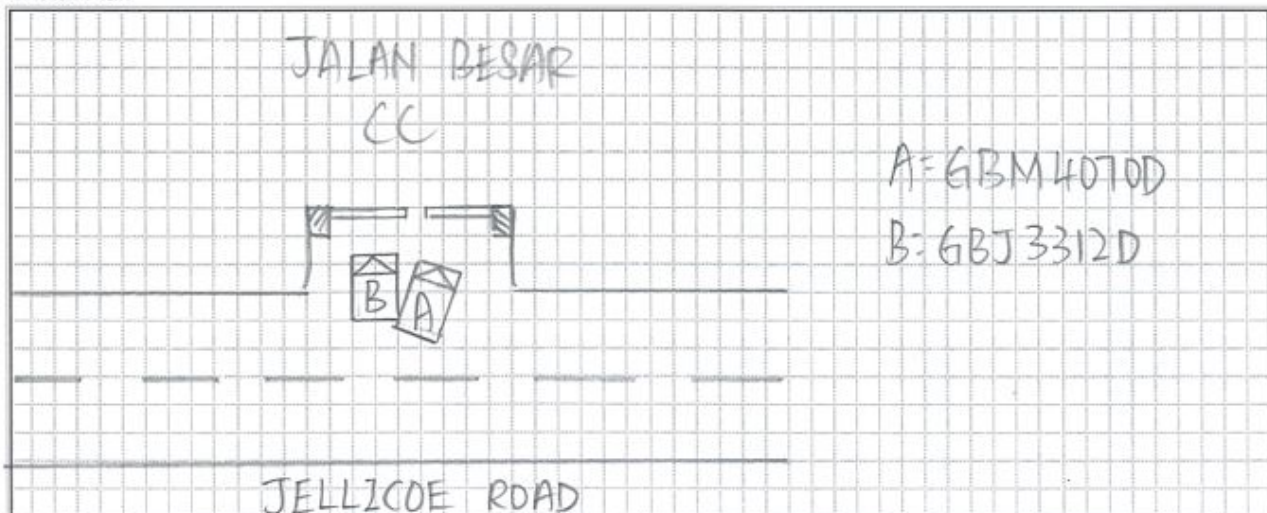 JALAN BESAR
CC
A=GBM4070D
B=GBJ3312D
B
A
JELLICOE ROAD